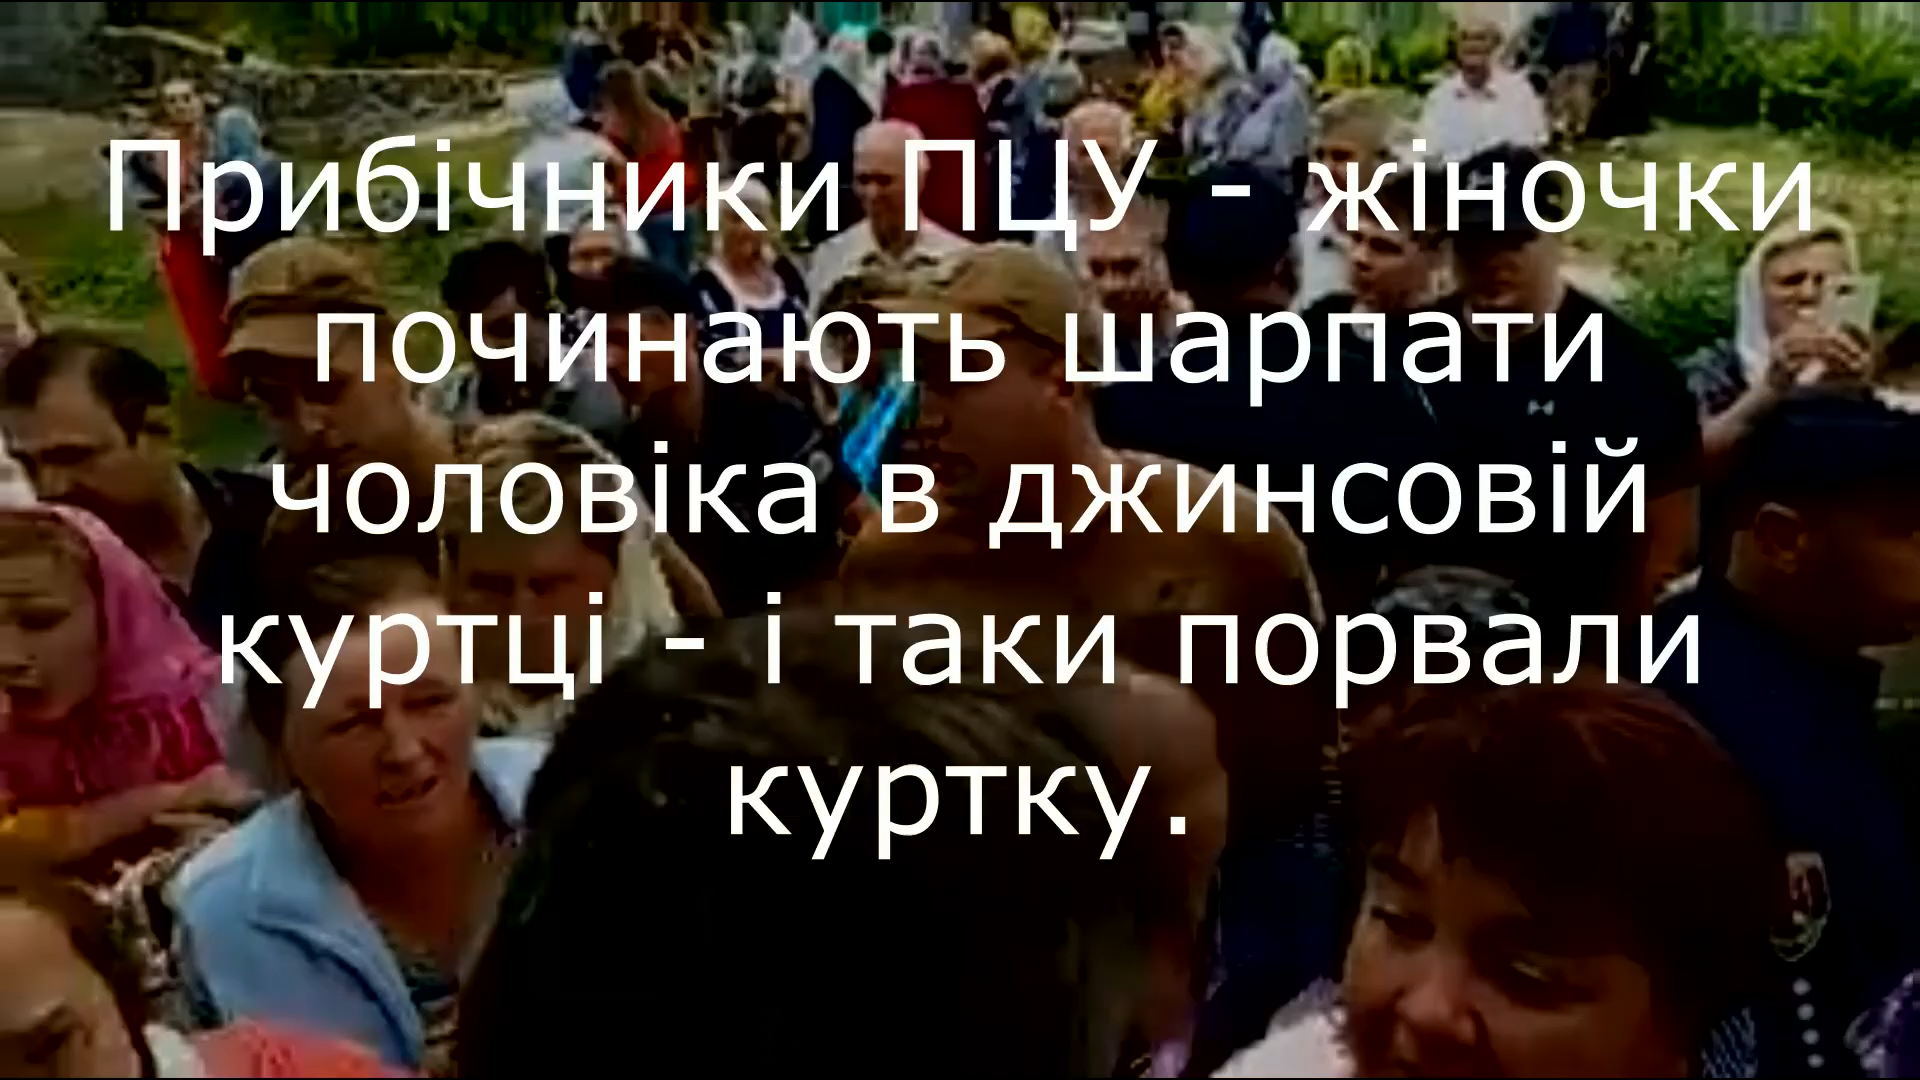 Прибічники ПЦУ - жіночки
починають шарпати
чоловіка в джинсовій
куртці - і таки порвали
куртку.